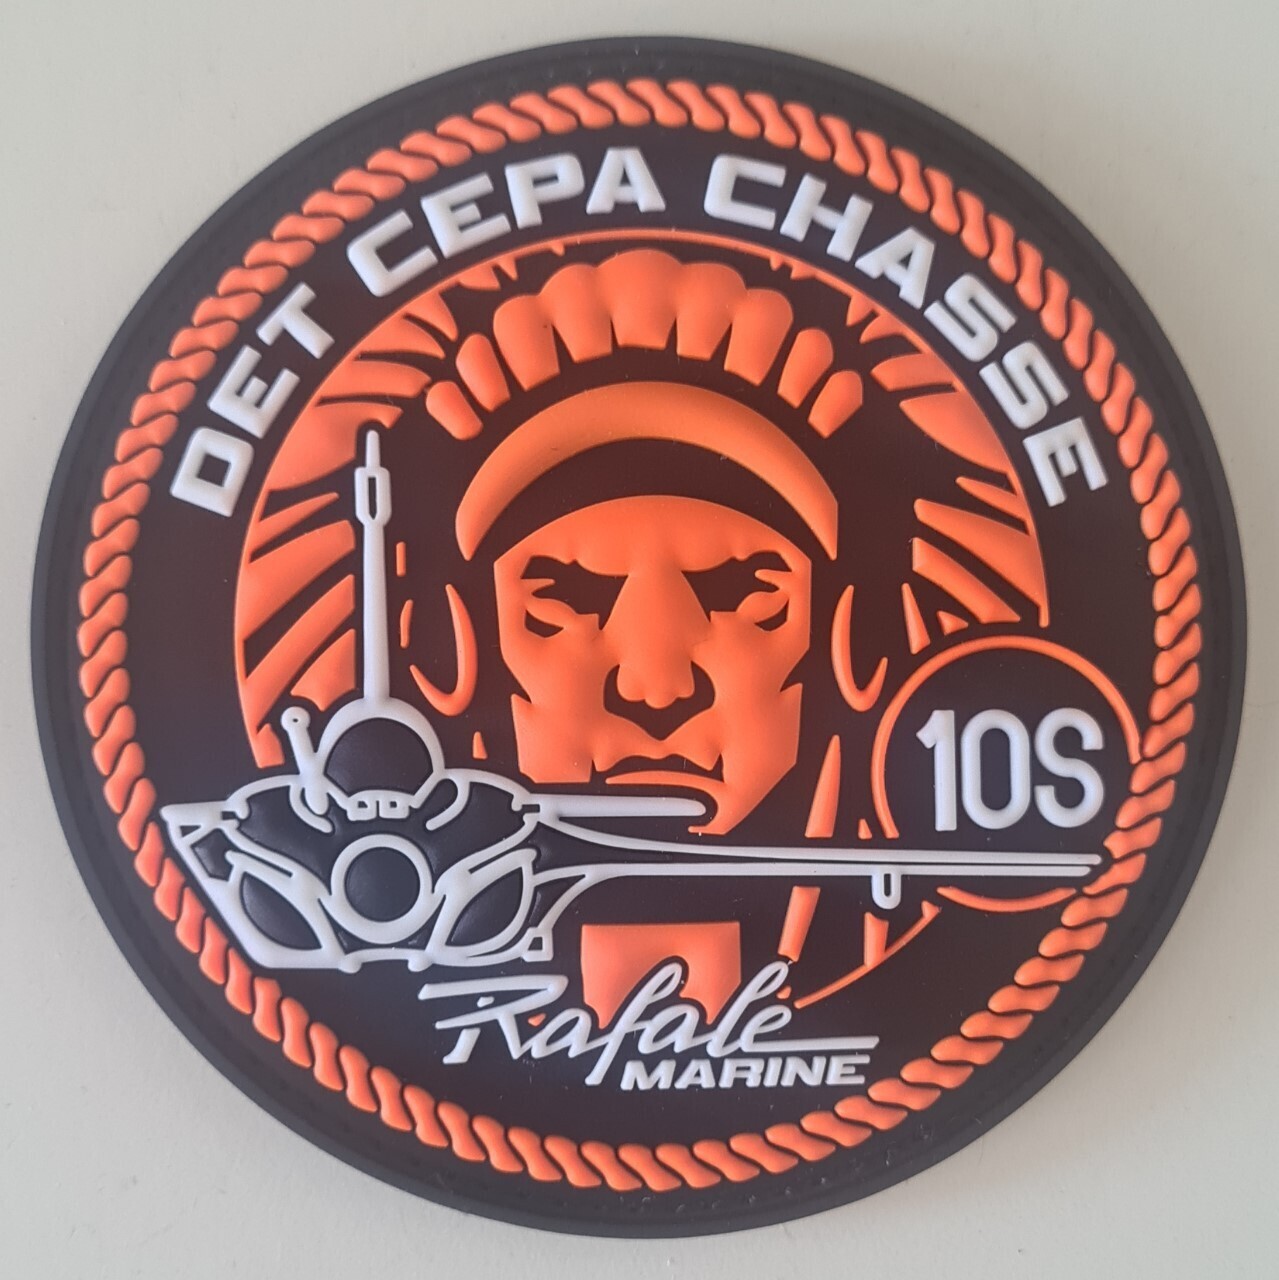 DET CEPA CHASSE
10S
Rafale
MARINE